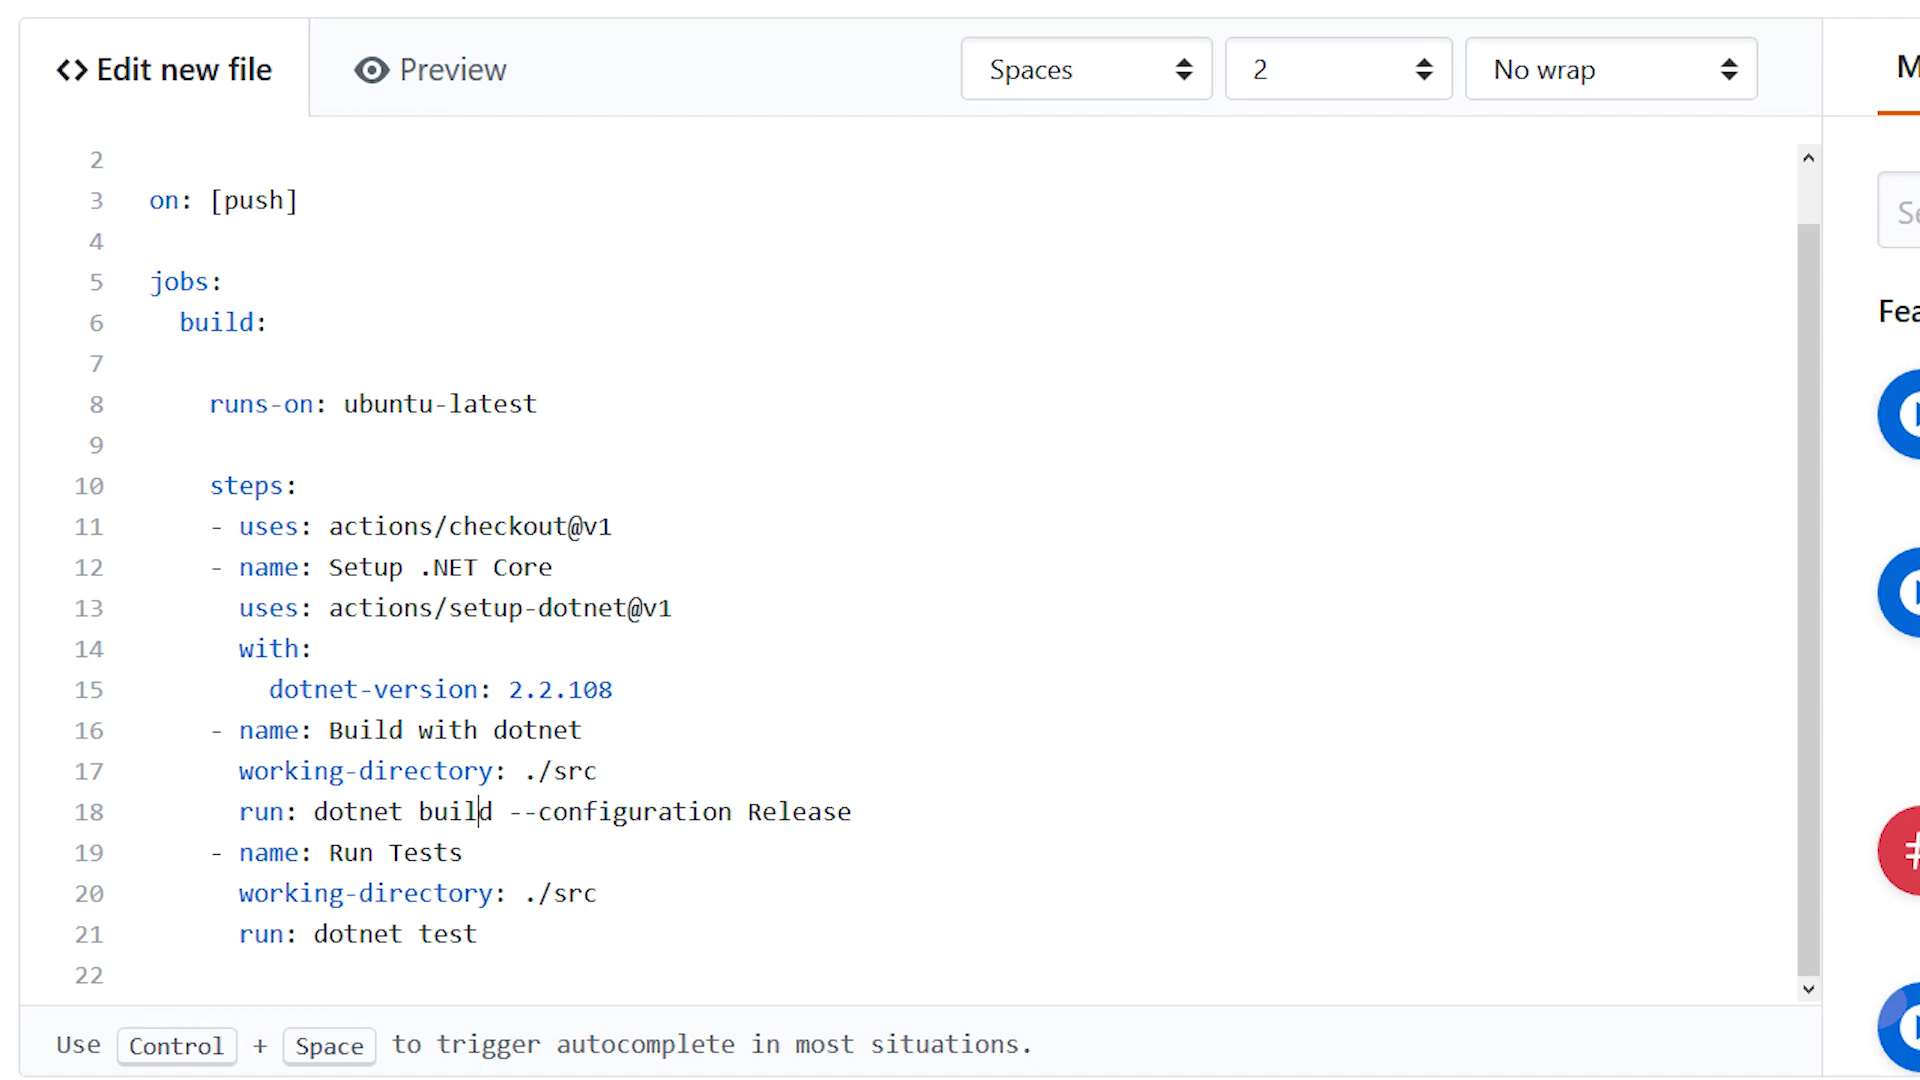 <> Edit new file
Preview
Spaces
2
No wrap
2
3 on: [push]
4
5 jobs:
6 build:
7
8 runs-on: ubuntu-latest
9
10 steps:
11 - uses: actions/checkout@v1
12 - name: Setup .NET Core
13 uses: actions/setup-dotnet@v1
14 with:
15 dotnet-version: 2.2.108
16 - name: Build with dotnet
17 working-directory: ./src
18 run: dotnet build --configuration Release
19 - name: Run Tests
20 working-directory: ./src
21 run: dotnet test
22
Use Control + Space to trigger autocomplete in most situations.